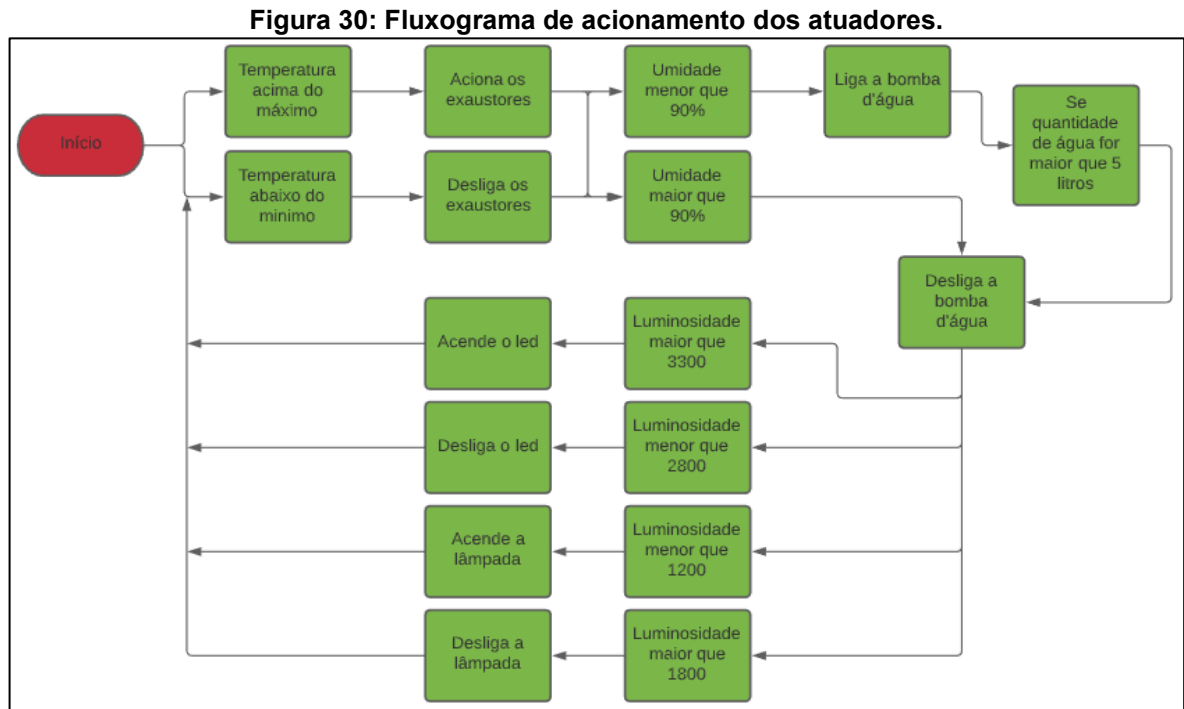 Figura 30: Fluxograma de acionamento dos atuadores.
Início
Temperatura
acima do
máximo
Aciona os
exaustores
Umidade
menor que
90%
Liga a bomba
d'água
Se
quantidade
de água for
maior que 5
litros
Temperatura
abaixo do
minimo
Desliga os
exaustores
Umidade
maior que
90%
Desliga a
bomba
d'água
Luminosidade
maior que
3300
Acende o led
Luminosidade
menor que
2800
Desliga o led
Luminosidade
menor que
1200
Acende a
lâmpada
Luminosidade
maior que
1800
Desliga a
lâmpada